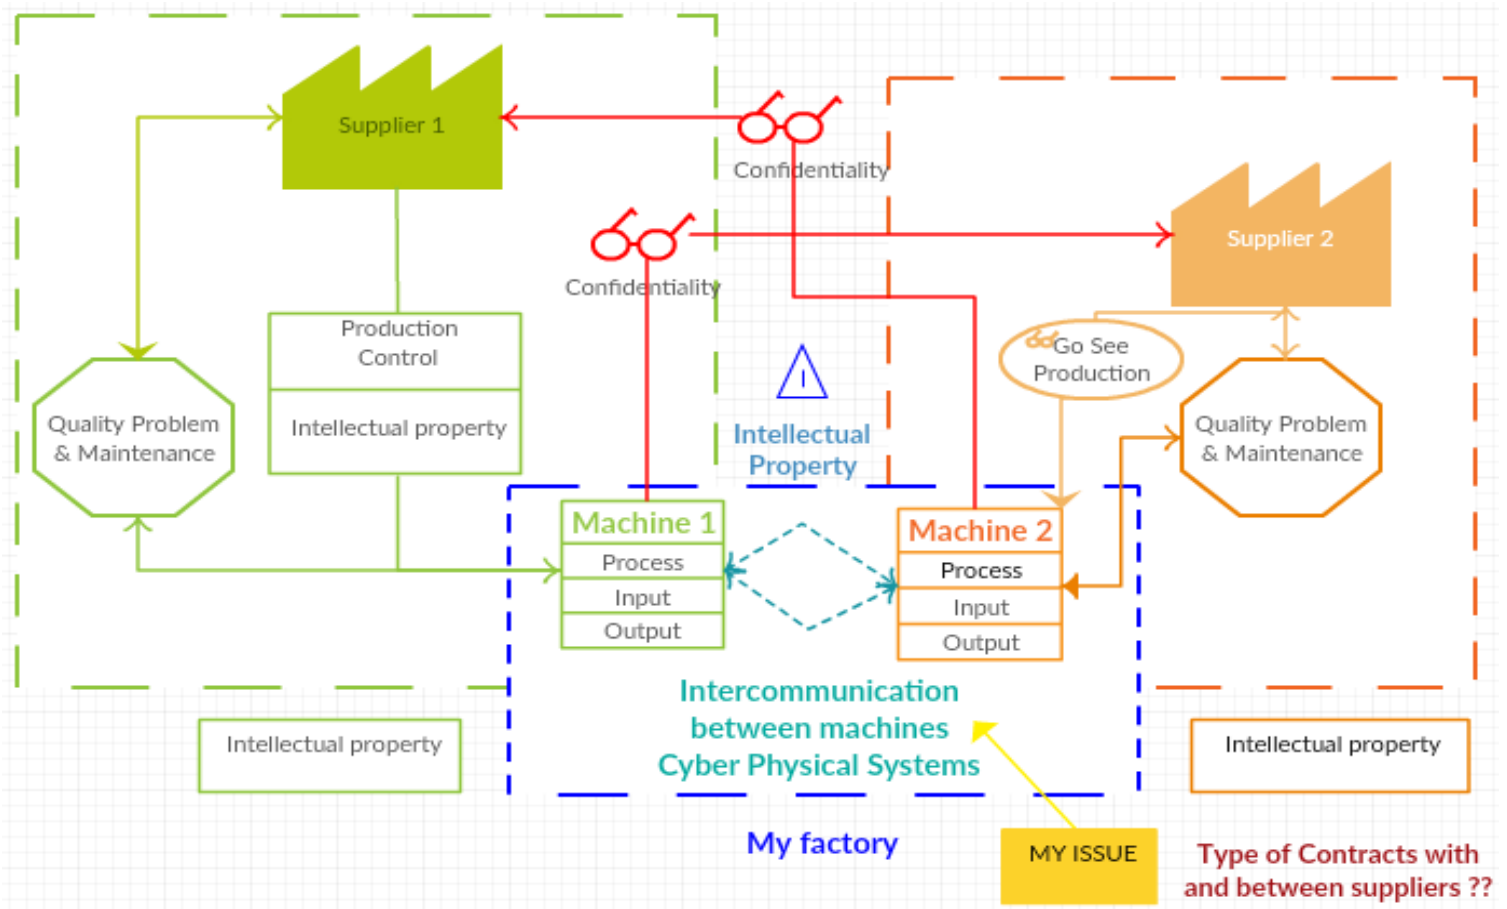 Supplier 1
Confidentiality
Supplier 2
Confidentiality
Production
Control
Intellectual property
Go See
Production
Quality Problem
& Maintenance
Quality Problem
& Maintenance
I
Intellectual
Property
Machine 1
Process
Input
Output
Machine 2
Process
Input
Output
Intercommunication
between machines
Cyber Physical Systems
Intellectual property
Intellectual property
My factory
MY ISSUE
Type of Contracts with
and between suppliers ??